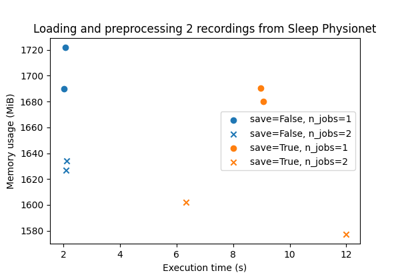 Loading and preprocessing 2 recordings from Sleep Physionet
1720
1700
1680
1660
1640
1620
1600
1580
Memory usage (MiB)
save=False, n_jobs=1
save=False, n_jobs=2
save=True, n_jobs=1
save=True, n_jobs=2
2 4 6 8 10 12
Execution time (s)